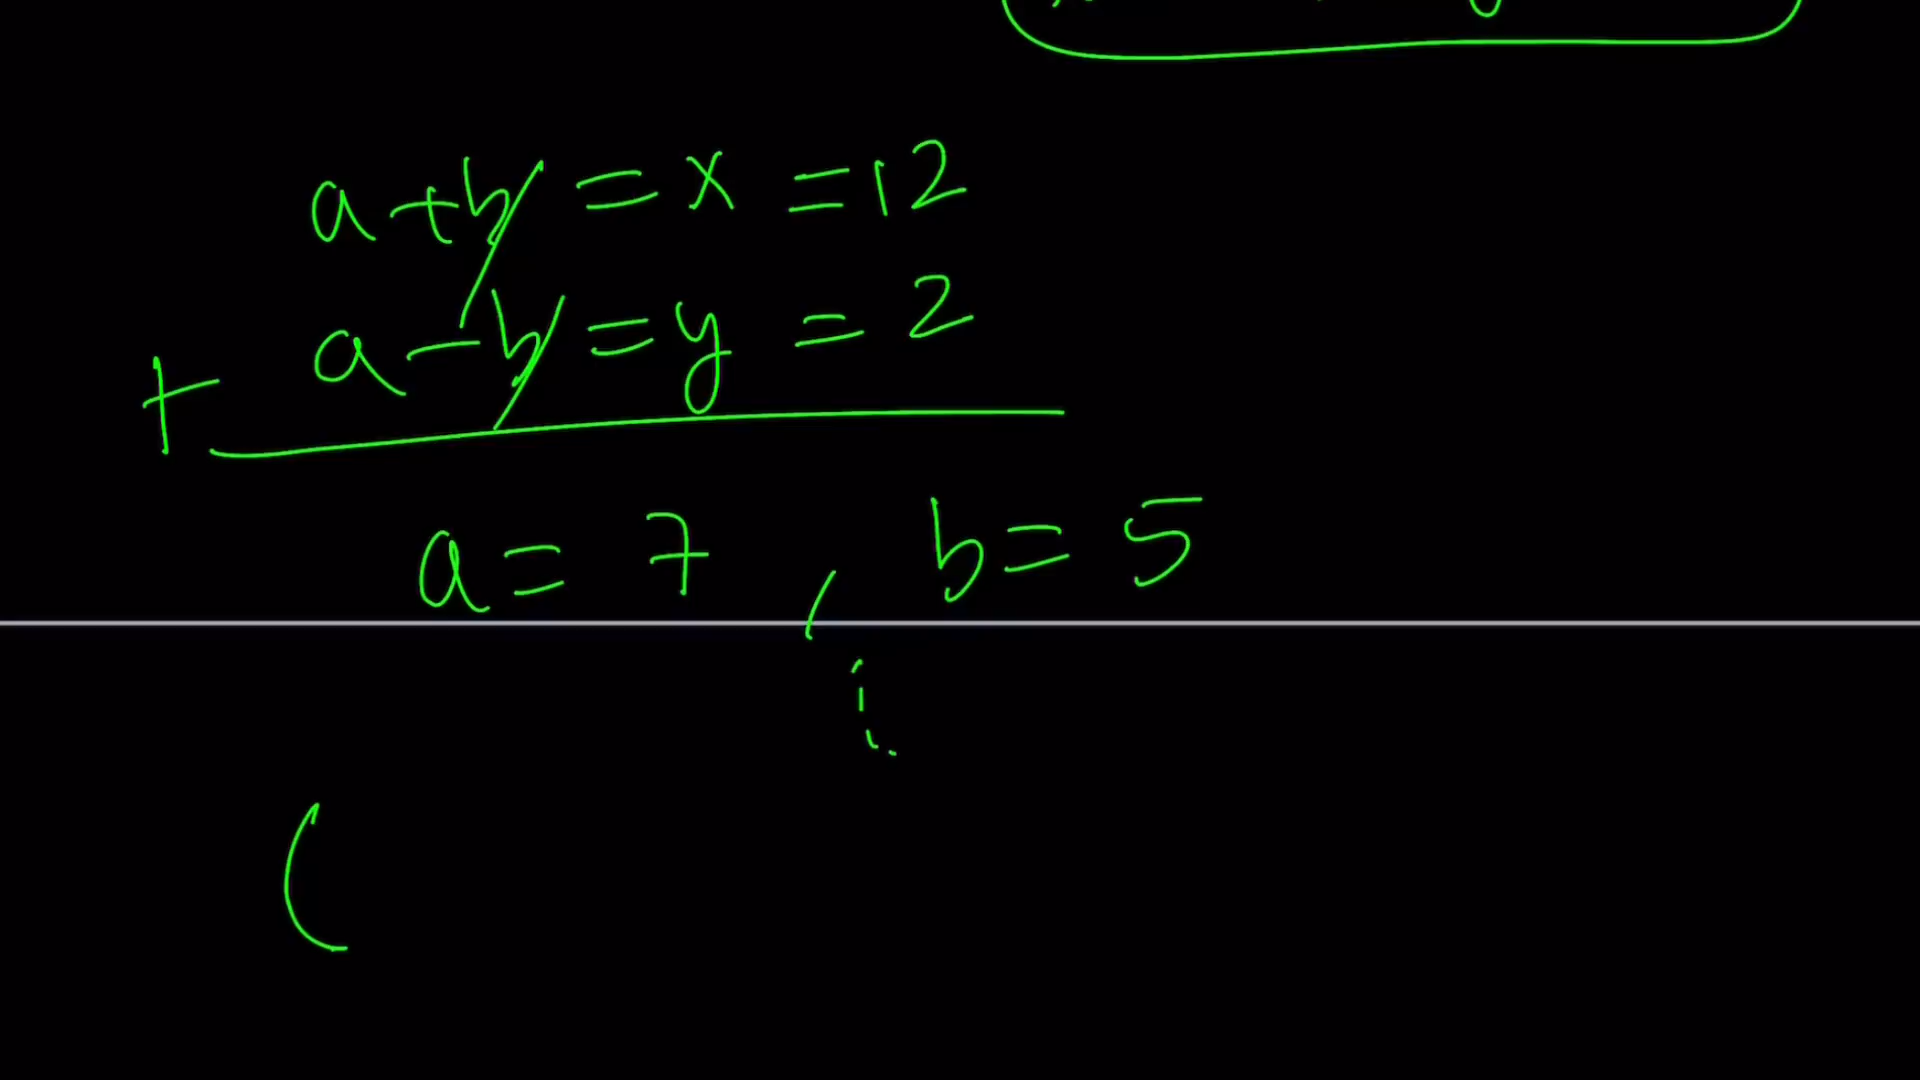 a+b = x = 12
+ a-b = y = 2
a = 7 , b = 5
(